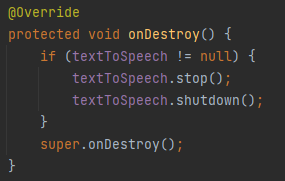 @Override
protected void onDestroy() {
    if (textToSpeech != null) {
        textToSpeech.stop();
        textToSpeech.shutdown();
    }
    super.onDestroy();
}